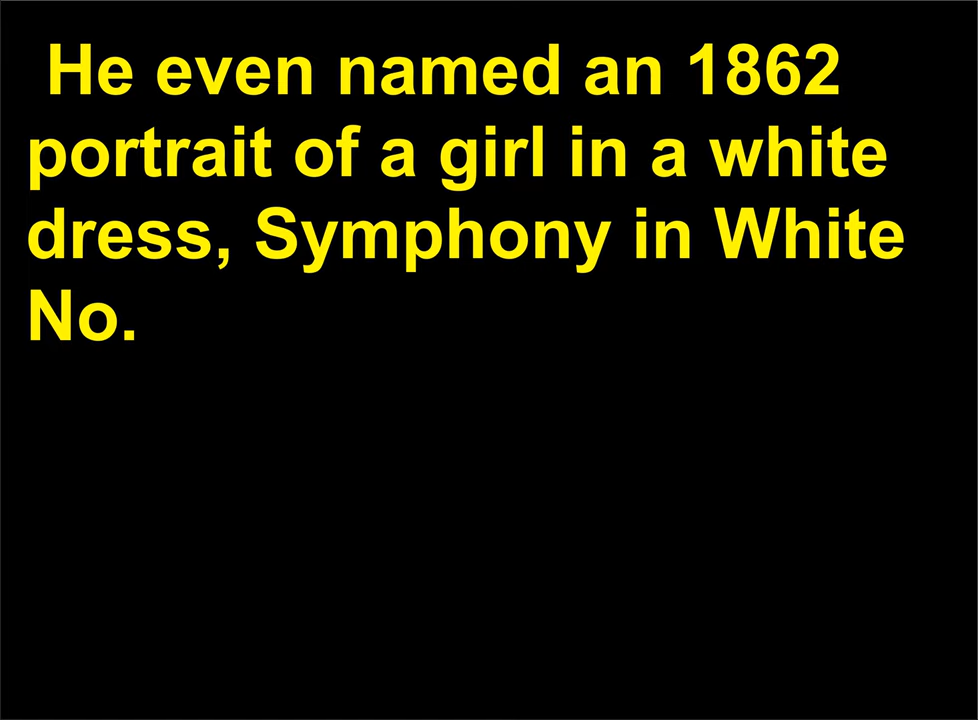 He even named an 1862
portrait of a girl in a white
dress, Symphony in White
No.